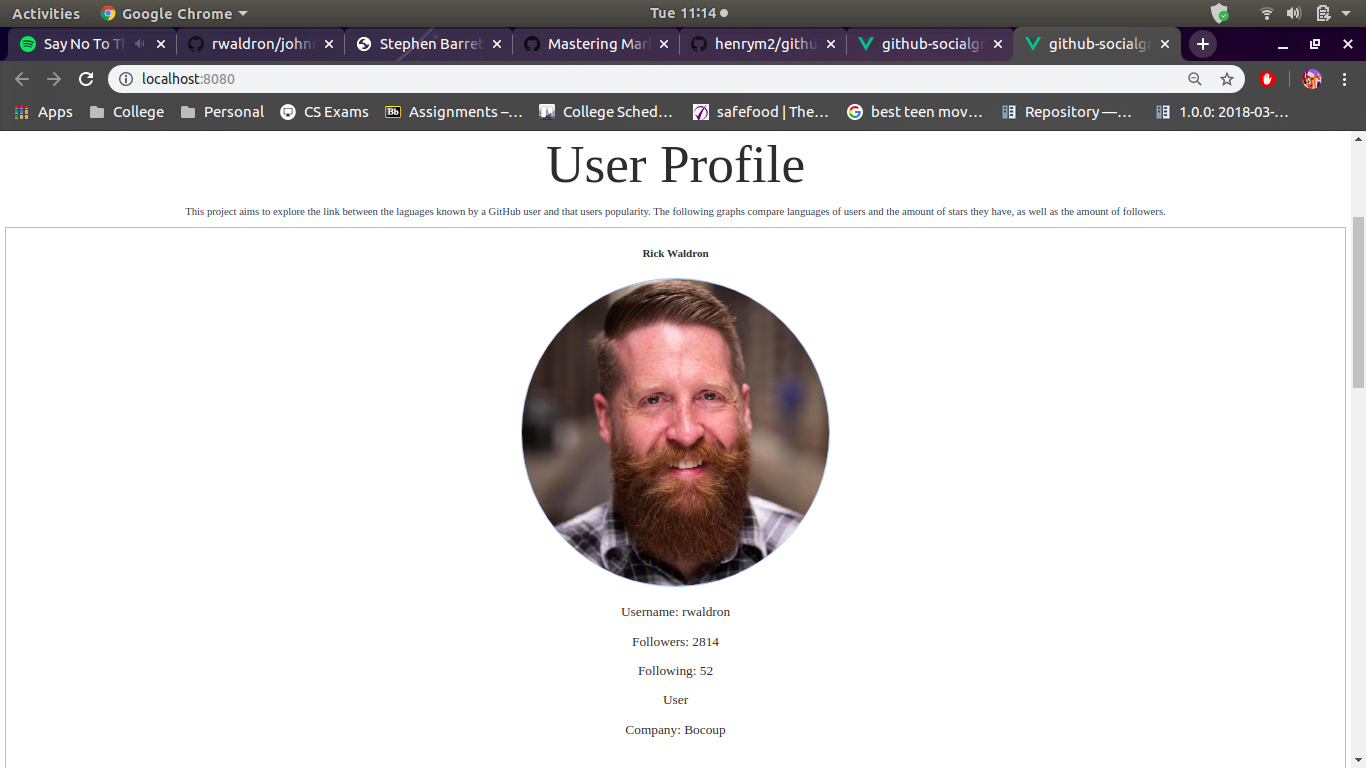 Activities Google Chrome Tue 11:14
Say No To Th rwaldron/johnn Stephen Barret Mastering Mar henrym2/githu github-socialgr github-socialgr
localhost:8080
Apps College Personal CS Exams Bb Assignments –... College Sched... safefood | The... best teen mov... Repository —... 1.0.0: 2018-03-...
User Profile
This project aims to explore the link between the laguages known by a GitHub user and that users popularity. The following graphs compare languages of users and the amount of stars they have, as well as the amount of followers.
Rick Waldron
Username: rwaldron
Followers: 2814
Following: 52
User
Company: Bocoup